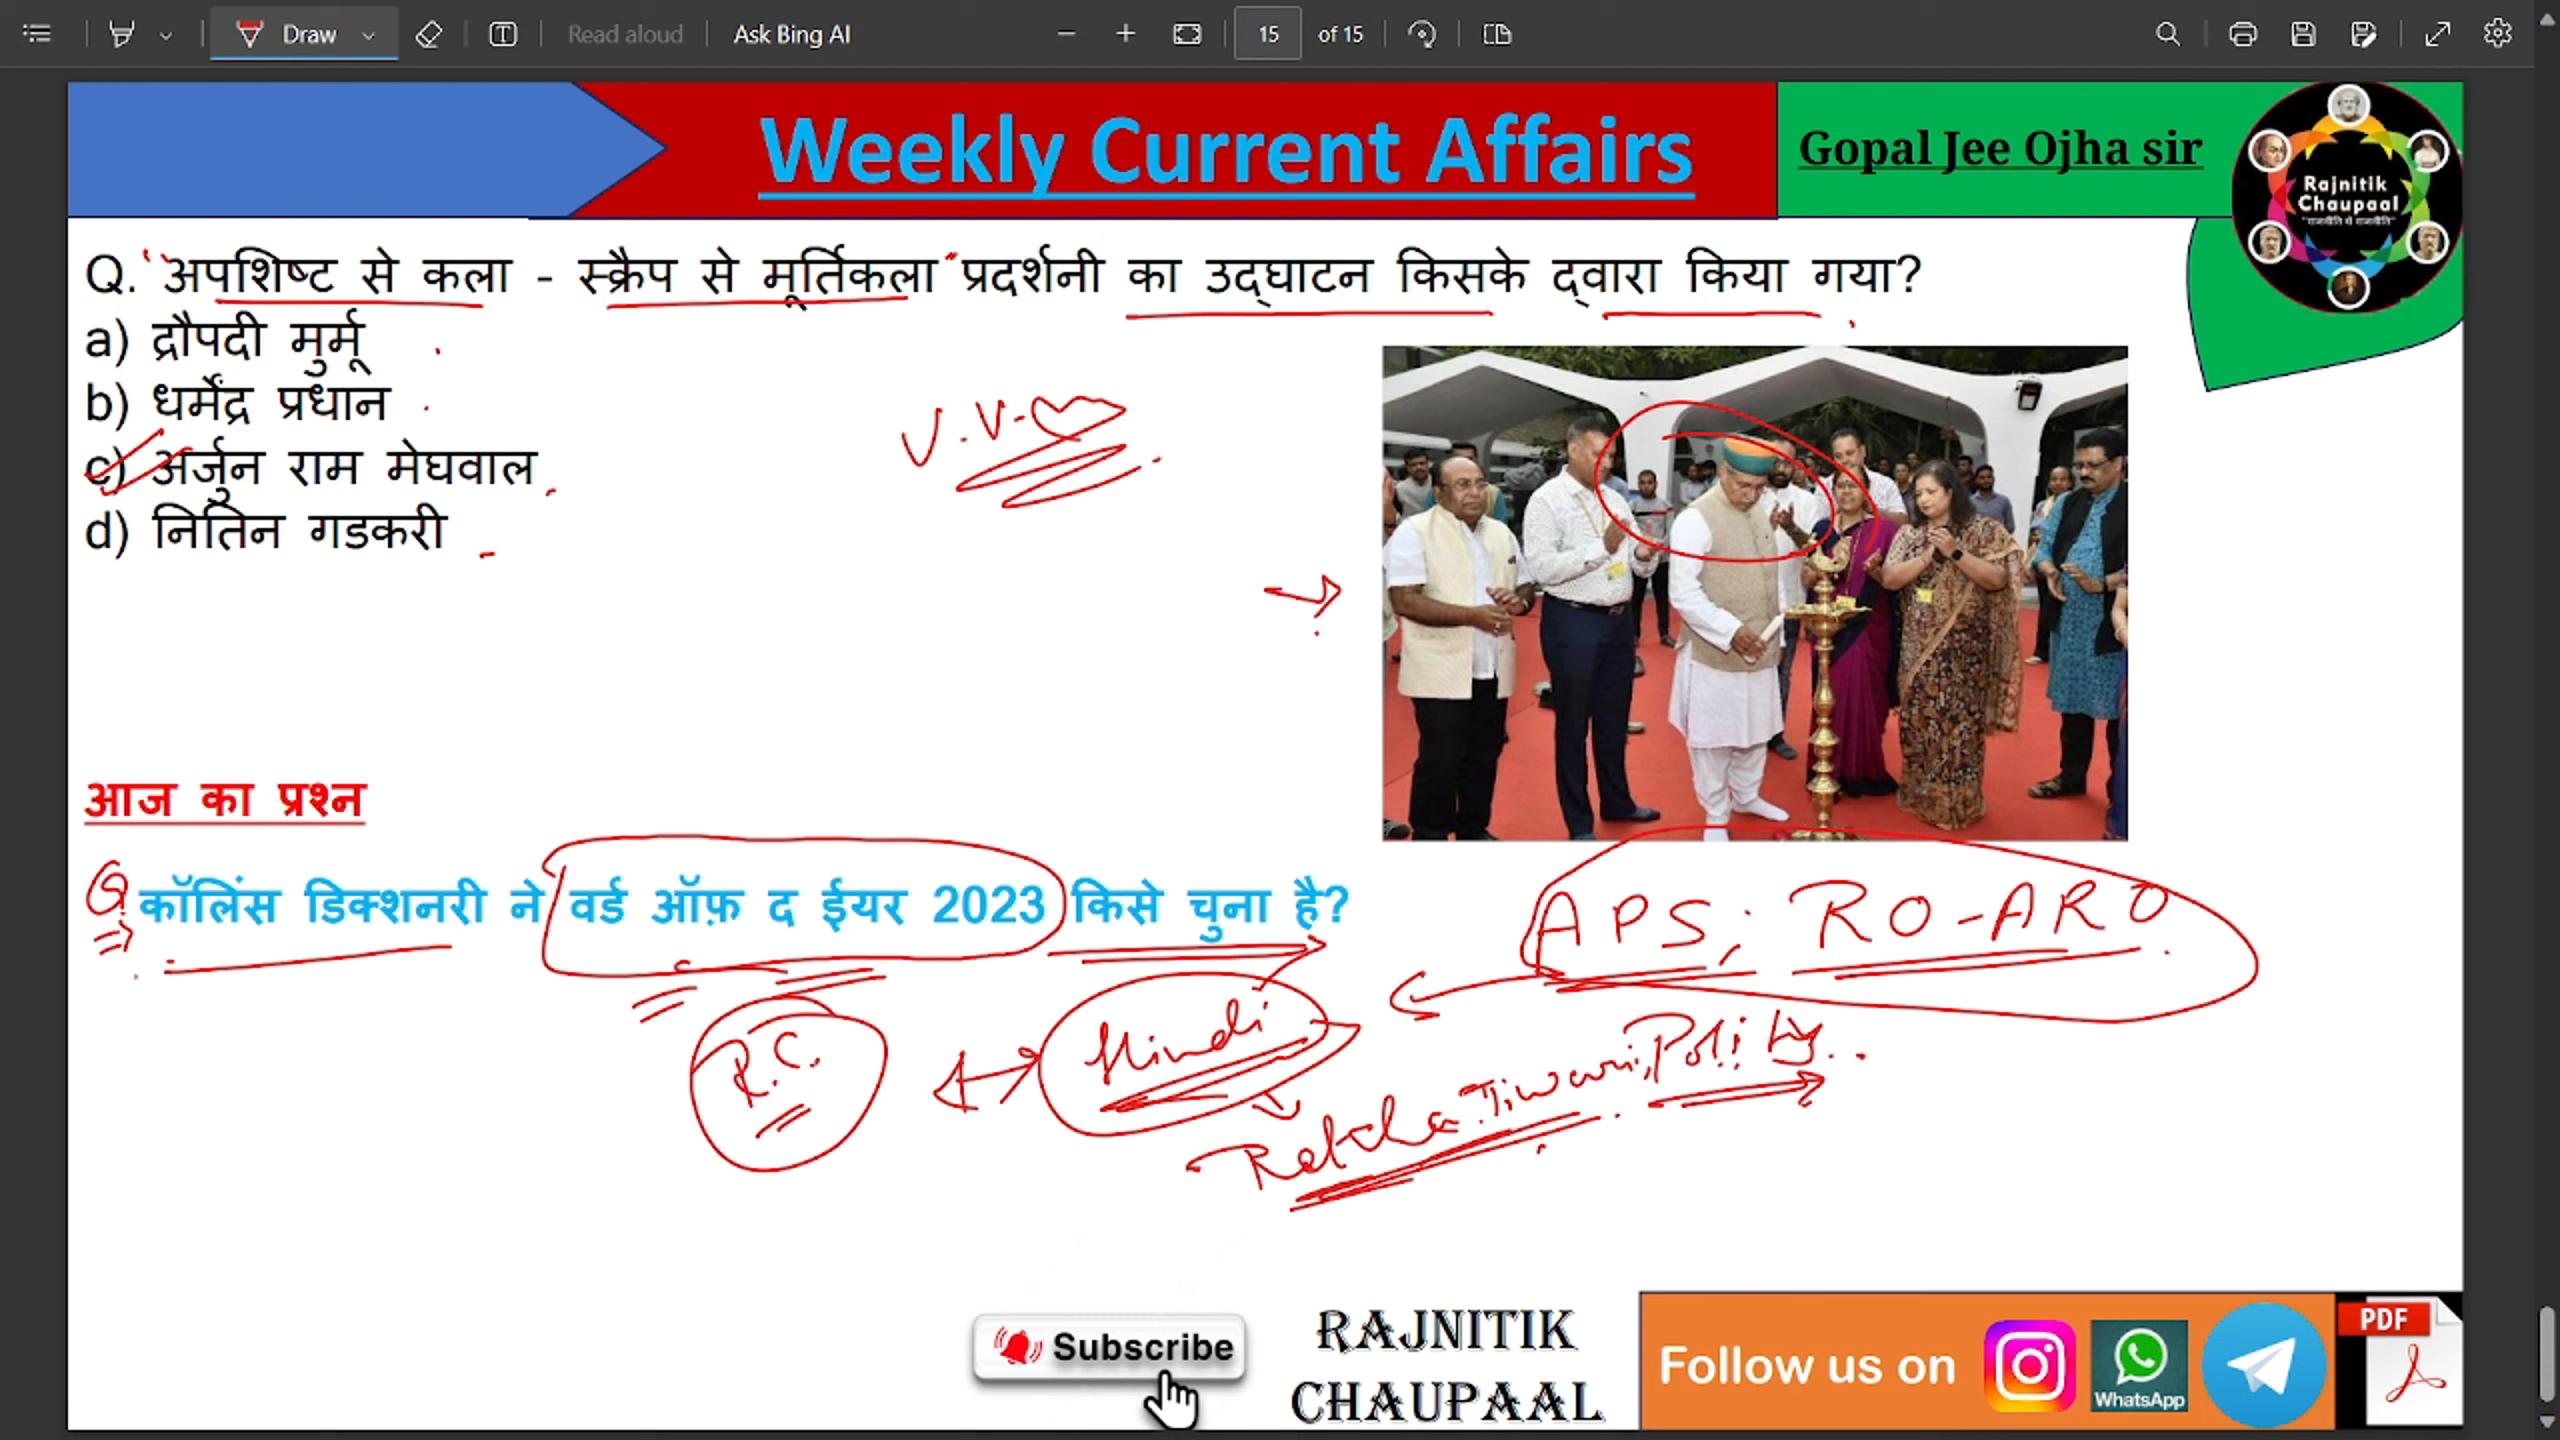 Draw
Read aloud
Ask Bing AI
15 of 15
Weekly Current Affairs
Gopal Jee Ojha sir
Rajnitik
Chaupaal
Q. अपशिष्ट से कला - स्क्रैप से मूर्तिकला प्रदर्शनी का उद्घाटन किसके द्वारा किया गया?
a) द्रौपदी मुर्मू
b) धर्मेंद्र प्रधान
c) अर्जुन राम मेघवाल
d) नितिन गडकरी
V.V.
आज का प्रश्न
Q. कॉलिंस डिक्शनरी ने वर्ड ऑफ़ द ईयर 2023 किसे चुना है?
APS; RO-ARO
R.C.
Hindi
Tiwari, Polity
Subscribe
RAJNITIK
CHAUPAAL
Follow us on
WhatsApp
PDF